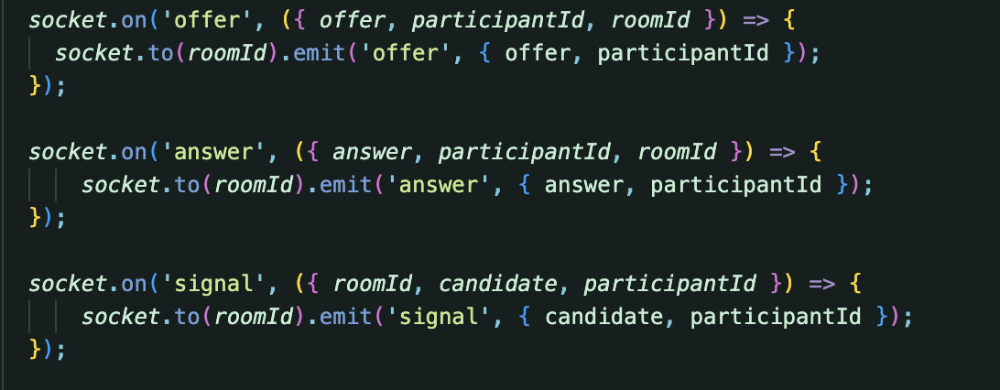 socket.on('offer', ({ offer, participantId, roomId }) => {
  socket.to(roomId).emit('offer', { offer, participantId });
});

socket.on('answer', ({ answer, participantId, roomId }) => {
    socket.to(roomId).emit('answer', { answer, participantId });
});

socket.on('signal', ({ roomId, candidate, participantId }) => {
    socket.to(roomId).emit('signal', { candidate, participantId });
});